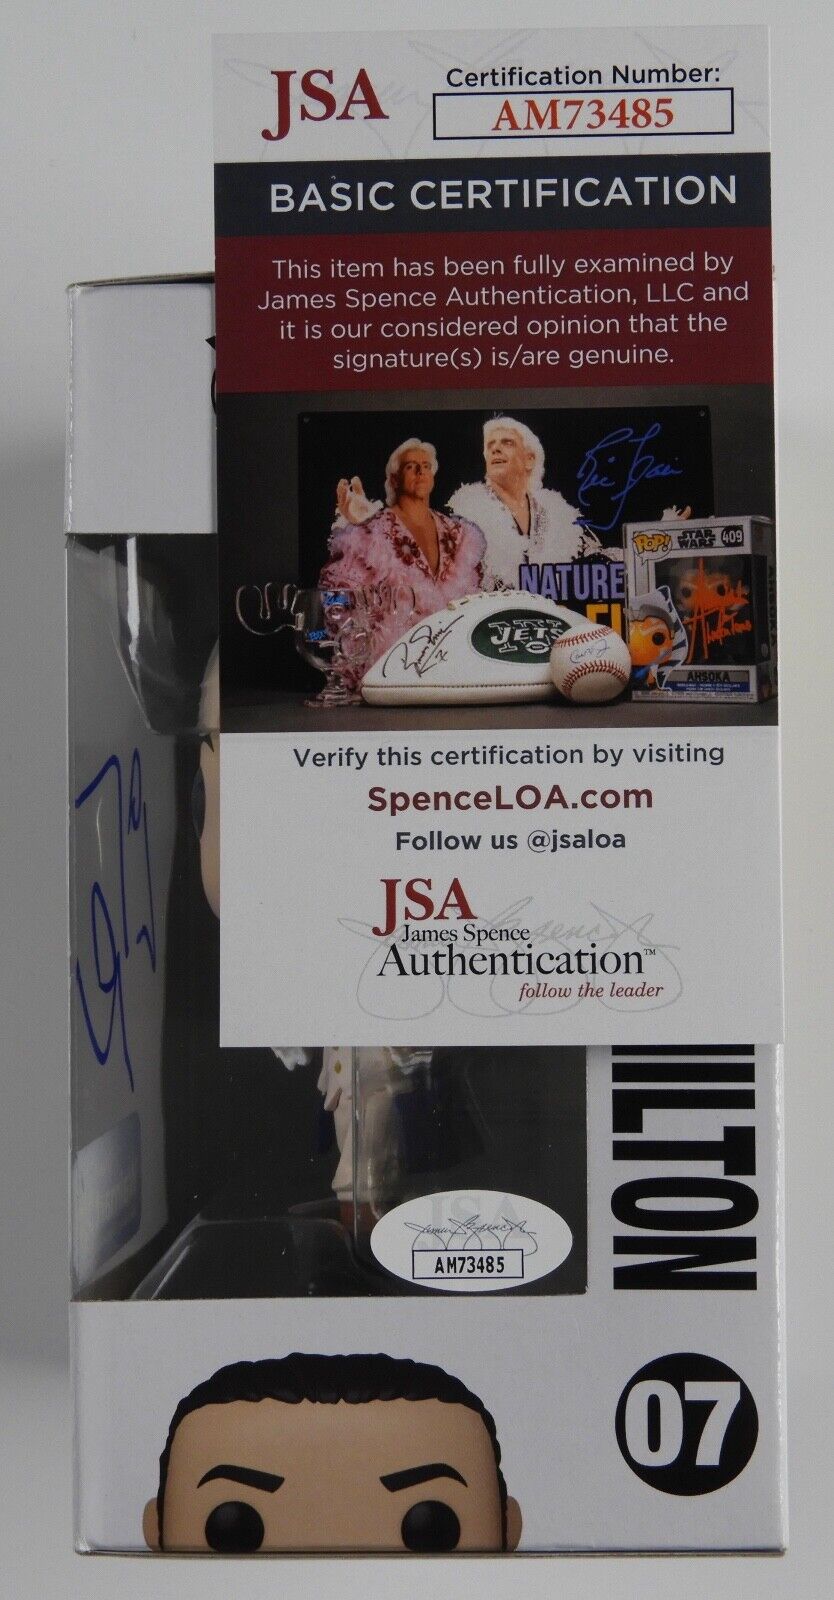 JSA
Certification Number:
AM73485
BASIC CERTIFICATION
This item has been fully examined by
James Spence Authentication, LLC and
it is our considered opinion that the
signature(s) is/are genuine.
NATURE
JETS
POP!
STAR
WARS
409
AHSOKA
Verify this certification by visiting
SpenceLOA.com
Follow us @jsaloa
JSA
James Spence
Authentication™
follow the leader
ILTON
JSA
AM73485
07